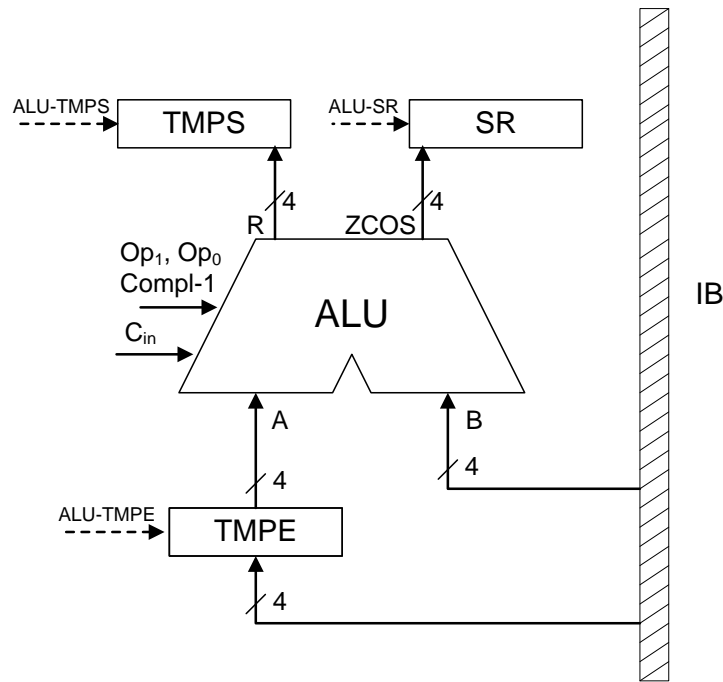 ALU-TMPS
TMPS
ALU-SR
SR
4
4
R
ZCOS
Op₁, Op₀
Compl-1
ALU
IB
Cᵢₙ
A
B
4
4
ALU-TMPE
TMPE
4